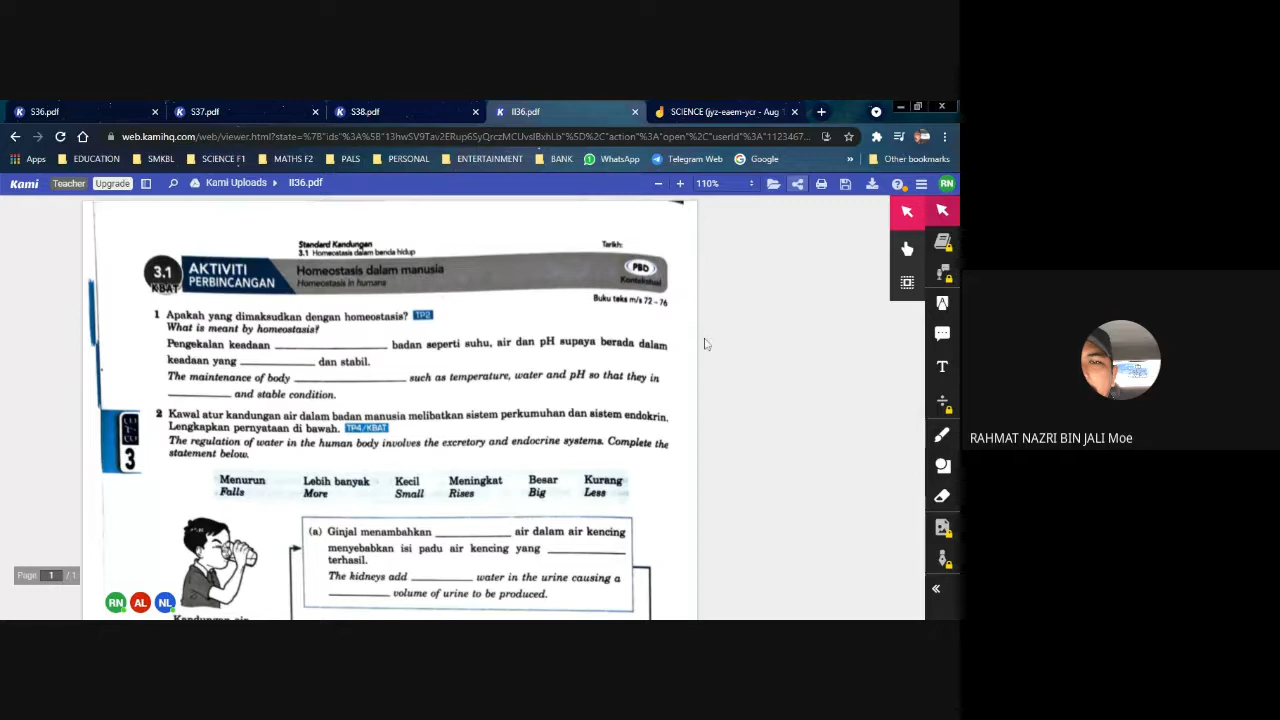 S36.pdf
S37.pdf
S38.pdf
II36.pdf
SCIENCE (jyz-eaem-ycr - Aug
web.kamihq.com/web/viewer.html?state=%7B"ids"%3A%5B"13hwSV9Tav2ERup6SyQrczMCUvslBxhLb"%5D%2C"action"%3A"open"%2C"userId"%3A"1123467...
Apps EDUCATION SMKBL SCIENCE F1 MATHS F2 PALS PERSONAL ENTERTAINMENT BANK WhatsApp Telegram Web Google » Other bookmarks
Kami Teacher Upgrade Kami Uploads II36.pdf 110% RN
Standard Kandungan Tarikh:
3.1 Homeostasis dalam benda hidup
3.1 AKTIVITI PERBINCANGAN
KBAT
Homeostasis dalam manusia
Homeostasis in humans
PBD
Kontekstual
Buku teks m/s 72 – 76
1 Apakah yang dimaksudkan dengan homeostasis? TP2
What is meant by homeostasis?
Pengekalan keadaan ____________ badan seperti suhu, air dan pH supaya berada dalam
keadaan yang ____________ dan stabil.
The maintenance of body ____________ such as temperature, water and pH so that they in
____________ and stable condition.
2 Kawal atur kandungan air dalam badan manusia melibatkan sistem perkumuhan dan sistem endokrin.
Lengkapkan pernyataan di bawah. TP4/KBAT
The regulation of water in the human body involves the excretory and endocrine systems. Complete the
statement below.
Menurun Lebih banyak Kecil Meningkat Besar Kurang
Falls More Small Rises Big Less
(a) Ginjal menambahkan ____________ air dalam air kencing
menyebabkan isi padu air kencing yang ____________
terhasil.
The kidneys add ____________ water in the urine causing a
____________ volume of urine to be produced.
3
Page 1 / 1
RN AL NL
RAHMAT NAZRI BIN JALI Moe